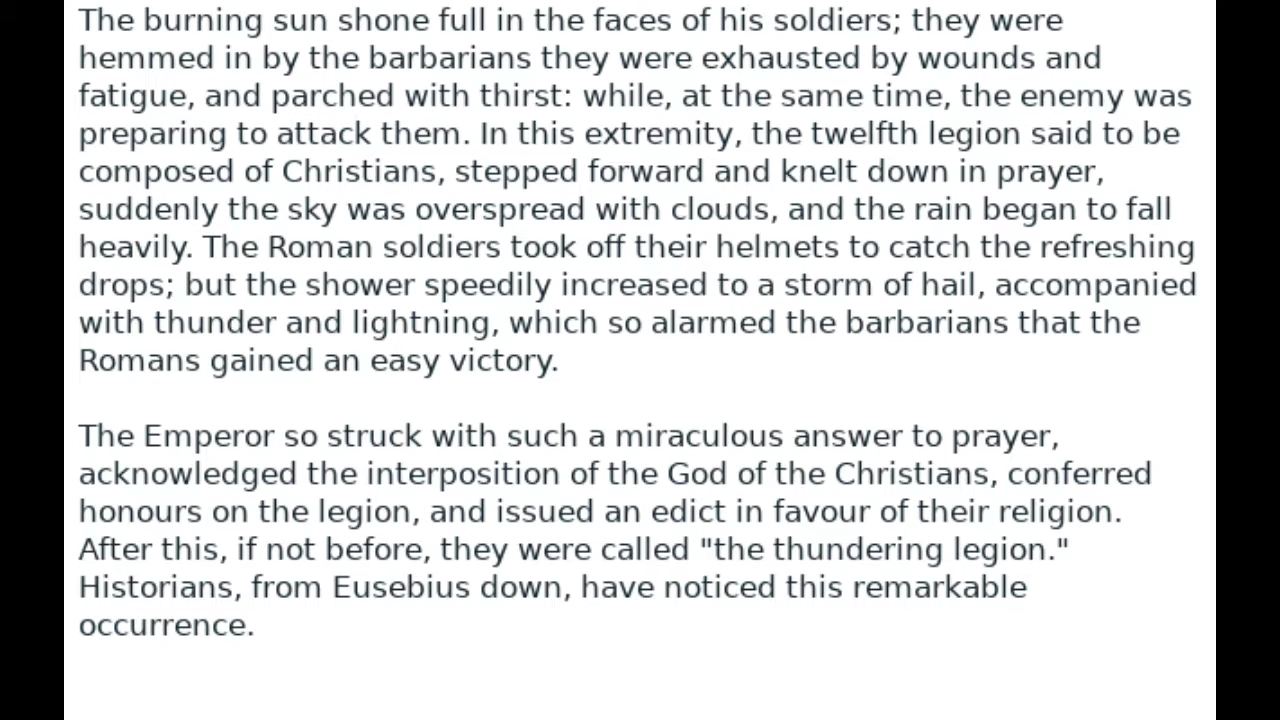 The burning sun shone full in the faces of his soldiers; they were
hemmed in by the barbarians they were exhausted by wounds and
fatigue, and parched with thirst: while, at the same time, the enemy was
preparing to attack them. In this extremity, the twelfth legion said to be
composed of Christians, stepped forward and knelt down in prayer,
suddenly the sky was overspread with clouds, and the rain began to fall
heavily. The Roman soldiers took off their helmets to catch the refreshing
drops; but the shower speedily increased to a storm of hail, accompanied
with thunder and lightning, which so alarmed the barbarians that the
Romans gained an easy victory.

The Emperor so struck with such a miraculous answer to prayer,
acknowledged the interposition of the God of the Christians, conferred
honours on the legion, and issued an edict in favour of their religion.
After this, if not before, they were called "the thundering legion."
Historians, from Eusebius down, have noticed this remarkable
occurrence.